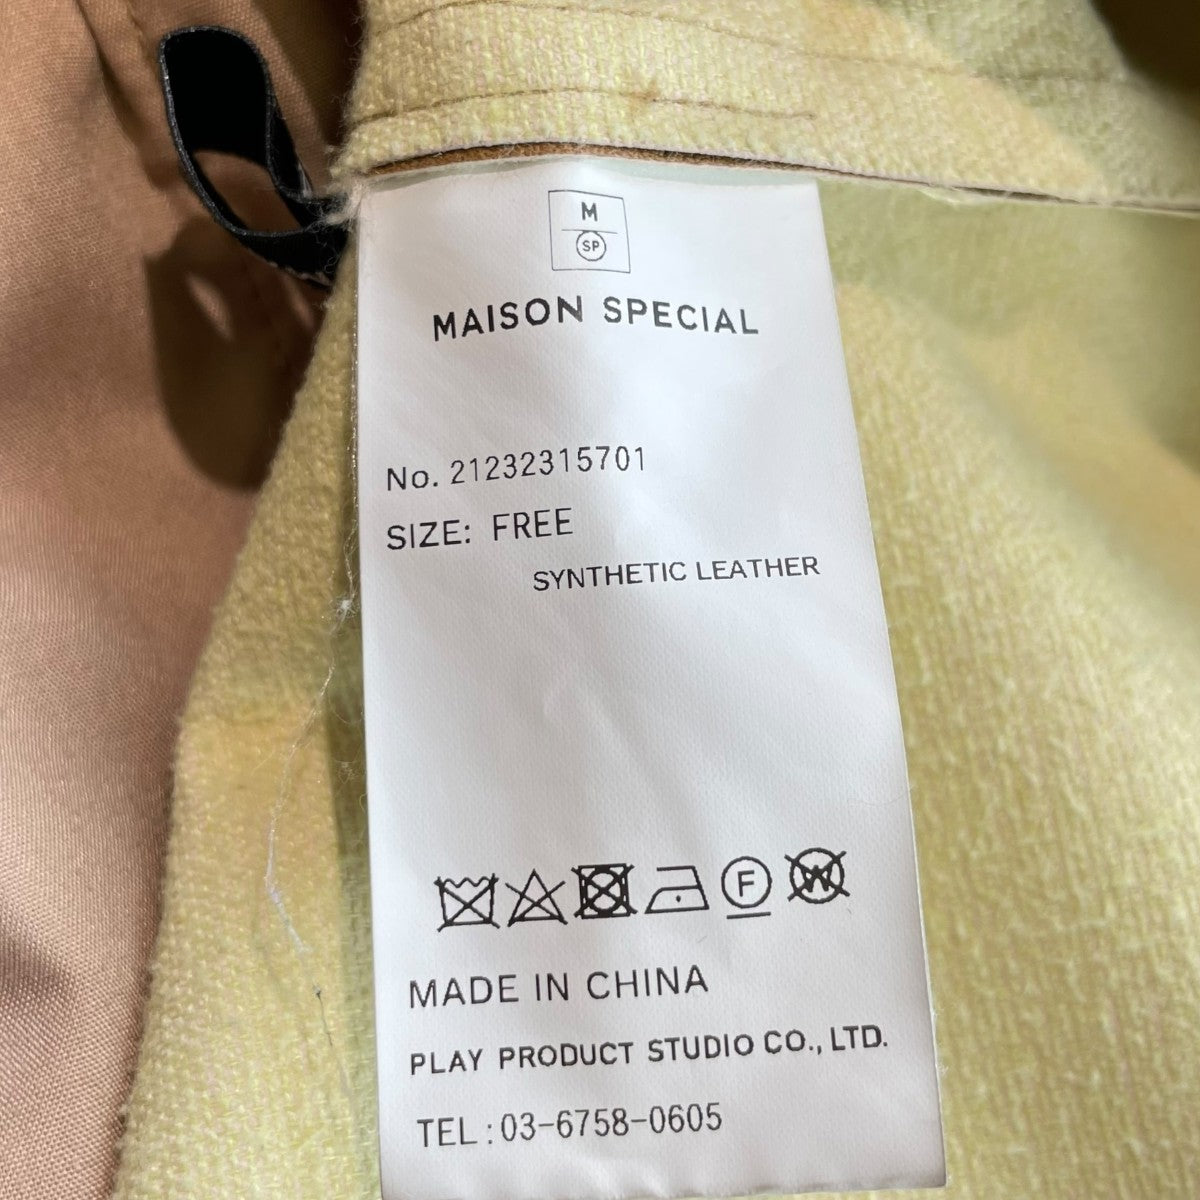 M
SP
MAISON SPECIAL
No. 21232315701
SIZE: FREE
SYNTHETIC LEATHER
F W
MADE IN CHINA
PLAY PRODUCT STUDIO CO., LTD.
TEL : 03-6758-0605